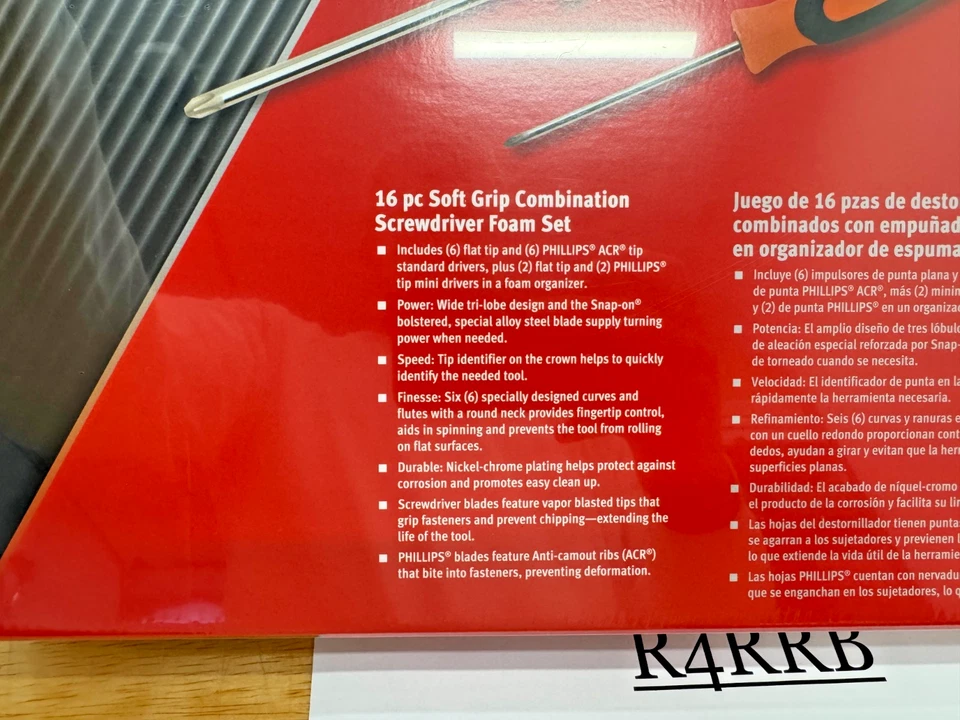 16 pc Soft Grip Combination
Screwdriver Foam Set
■ Includes (6) flat tip and (6) PHILLIPS® ACR® tip
standard drivers, plus (2) flat tip and (2) PHILLIPS®
tip mini drivers in a foam organizer.
■ Power: Wide tri-lobe design and the Snap-on®
bolstered, special alloy steel blade supply turning
power when needed.
■ Speed: Tip identifier on the crown helps to quickly
identify the needed tool.
■ Finesse: Six (6) specially designed curves and
flutes with a round neck provides fingertip control,
aids in spinning and prevents the tool from rolling
on flat surfaces.
■ Durable: Nickel-chrome plating helps protect against
corrosion and promotes easy clean up.
■ Screwdriver blades feature vapor blasted tips that
grip fasteners and prevent chipping—extending the
life of the tool.
■ PHILLIPS® blades feature Anti-camout ribs (ACR®)
that bite into fasteners, preventing deformation.
Juego de 16 pzas de desto
combinados con empuñad
en organizador de espuma
■ Incluye (6) impulsores de punta plana y
de punta PHILLIPS® ACR®, más (2) minin
y (2) de punta PHILLIPS® en un organizad
■ Potencia: El amplio diseño de tres lóbulo
de aleación especial reforzada por Snap-
de torneado cuando se necesita.
■ Velocidad: El identificador de punta en la
rápidamente la herramienta necesaria.
■ Refinamiento: Seis (6) curvas y ranuras e
con un cuello redondo proporcionan cont
dedos, ayudan a girar y evitan que la herr
superficies planas.
■ Durabilidad: El acabado de níquel-cromo
el producto de la corrosión y facilita su lim
■ Las hojas del destornillador tienen puntas
se agarran a los sujetadores y previenen l
lo que extiende la vida útil de la herramie
■ Las hojas PHILLIPS® cuentan con nervadu
que se enganchan en los sujetadores, lo q
R4RRB